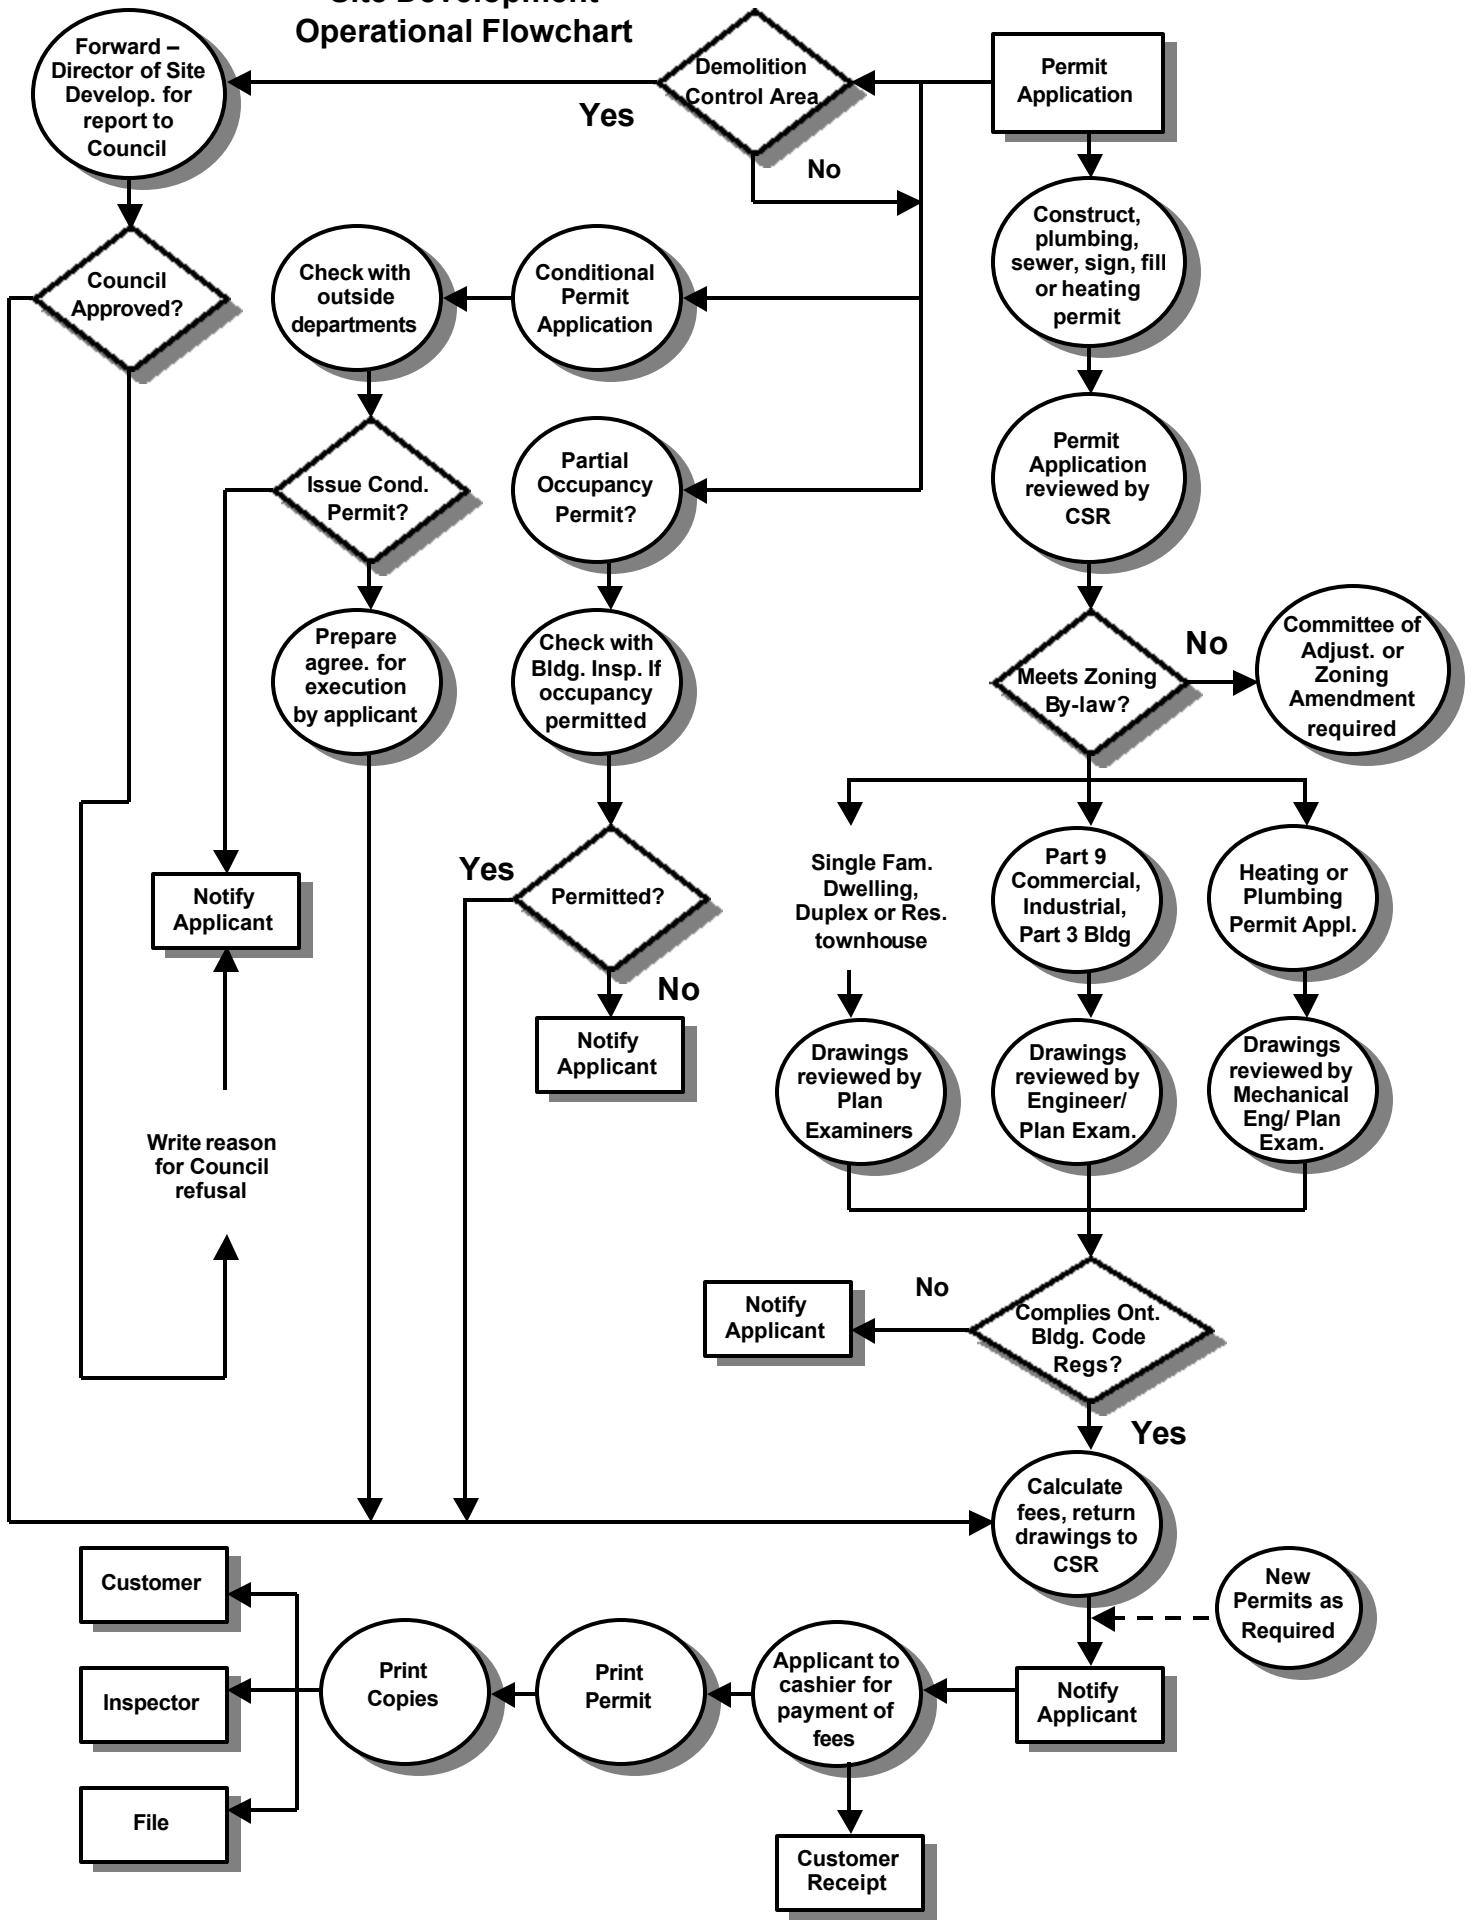 Site Development
Operational Flowchart
Forward –
Director of Site
Develop. for
report to
Council
Demolition
Control Area
Permit
Application
Yes
No
Construct,
plumbing,
sewer, sign, fill
or heating
permit
Council
Approved?
Check with
outside
departments
Conditional
Permit
Application
Permit
Application
reviewed by
CSR
Issue Cond.
Permit?
Partial
Occupancy
Permit?
Prepare
agree. for
execution
by applicant
Check with
Bldg. Insp. If
occupancy
permitted
Meets Zoning
By-law?
No
Committee of
Adjust. or
Zoning
Amendment
required
Notify
Applicant
Yes
Permitted?
No
Notify
Applicant
Single Fam.
Dwelling,
Duplex or Res.
townhouse
Part 9
Commercial,
Industrial,
Part 3 Bldg
Heating or
Plumbing
Permit Appl.
Drawings
reviewed by
Plan
Examiners
Drawings
reviewed by
Engineer/
Plan Exam.
Drawings
reviewed by
Mechanical
Eng/ Plan
Exam.
Write reason
for Council
refusal
Notify
Applicant
No
Complies Ont.
Bldg. Code
Regs?
Yes
Calculate
fees, return
drawings to
CSR
New
Permits as
Required
Customer
Inspector
File
Print
Copies
Print
Permit
Applicant to
cashier for
payment of
fees
Notify
Applicant
Customer
Receipt